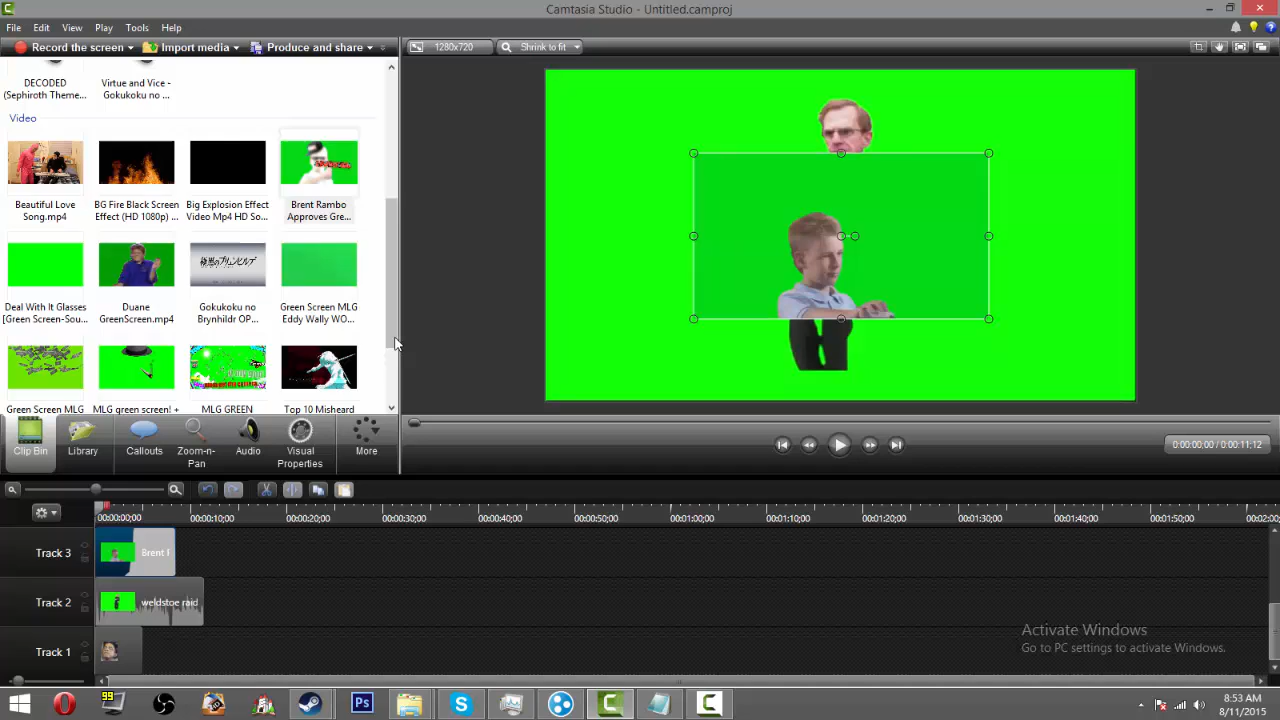 Camtasia Studio - Untitled.camproj
File Edit View Play Tools Help
Record the screen Import media Produce and share
1280x720 Shrink to fit
DECODED
(Sephiroth Theme...
Virtue and Vice -
Gokukoku no ...
Video
Beautiful Love
Song.mp4
BG Fire Black Screen
Effect (HD 1080p) ...
Big Explosion Effect
Video Mp4 HD So...
Brent Rambo
Approves Gre...
Deal With It Glasses
[Green Screen-Sou...
Duane
GreenScreen.mp4
Gokukoku no
Brynhildr OP...
Green Screen MLG
Eddy Wally WO...
Green Screen MLG
MLG green screen! +
MLG GREEN
Top 10 Misheard
Clip Bin
Library
Callouts
Zoom-n-
Pan
Audio
Visual
Properties
More
0:00:00;00 / 0:00:11;12
00:00:00;00 00:00:10;00 00:00:20;00 00:00:30;00 00:00:40;00 00:00:50;00 00:01:00;00 00:01:10;00 00:01:20;00 00:01:30;00 00:01:40;00 00:01:50;00 00:02:00
Track 3
Brent R
Track 2
weldstoe raid
Track 1
Activate Windows
Go to PC settings to activate Windows.
99
Ps
8:53 AM
8/11/2015